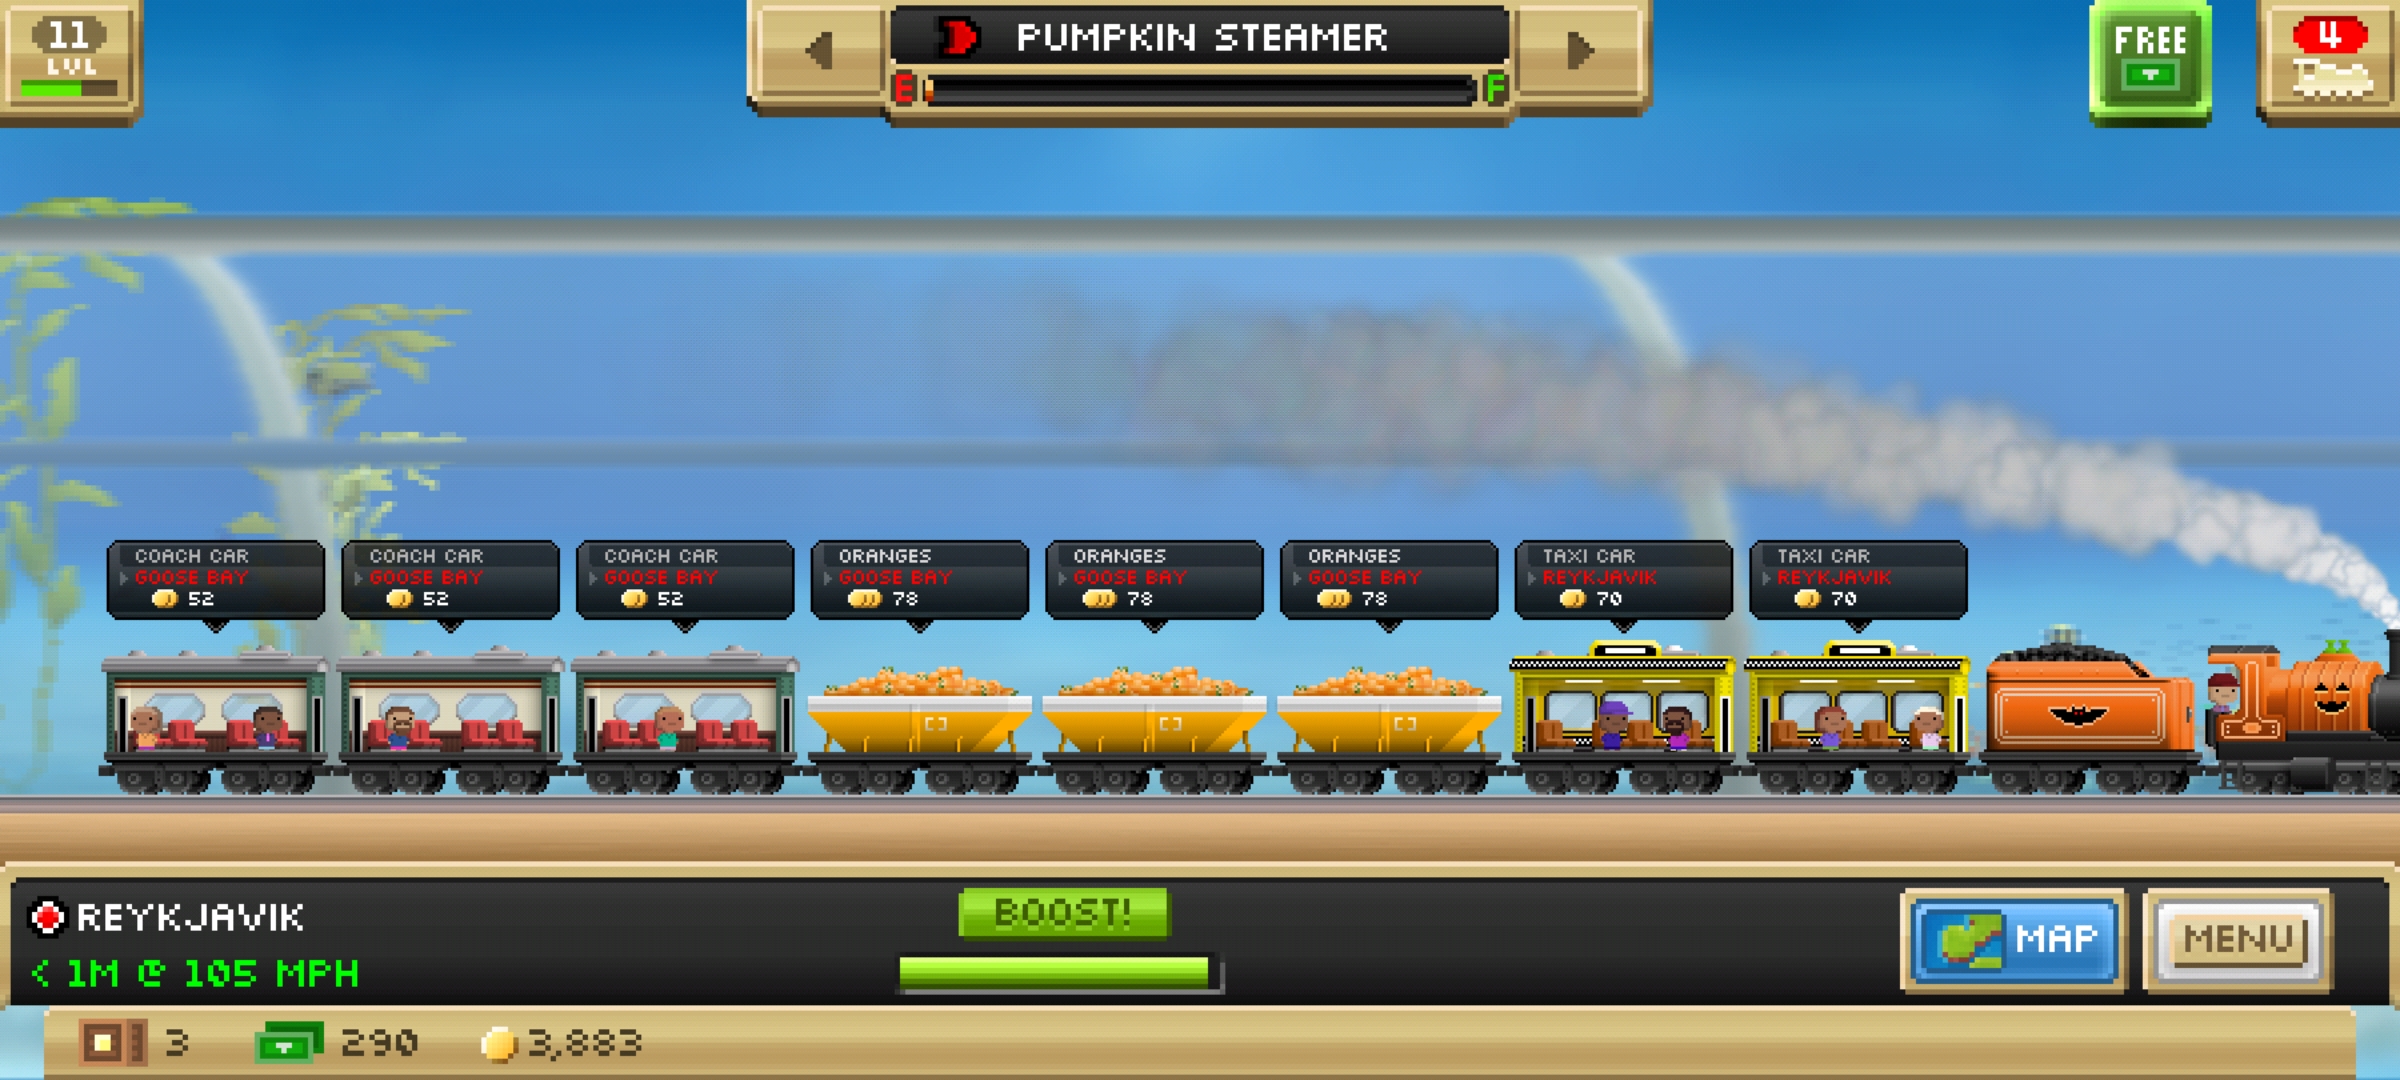 11
LVL
PUMPKIN STEAMER
E
F
FREE
4
COACH CAR
GOOSE BAY
52
COACH CAR
GOOSE BAY
52
COACH CAR
GOOSE BAY
52
ORANGES
GOOSE BAY
78
ORANGES
GOOSE BAY
78
ORANGES
GOOSE BAY
78
TAXI CAR
REYKJAVIK
70
TAXI CAR
REYKJAVIK
70
REYKJAVIK
< 1M @ 105 MPH
BOOST!
MAP
MENU
3
290
3,883